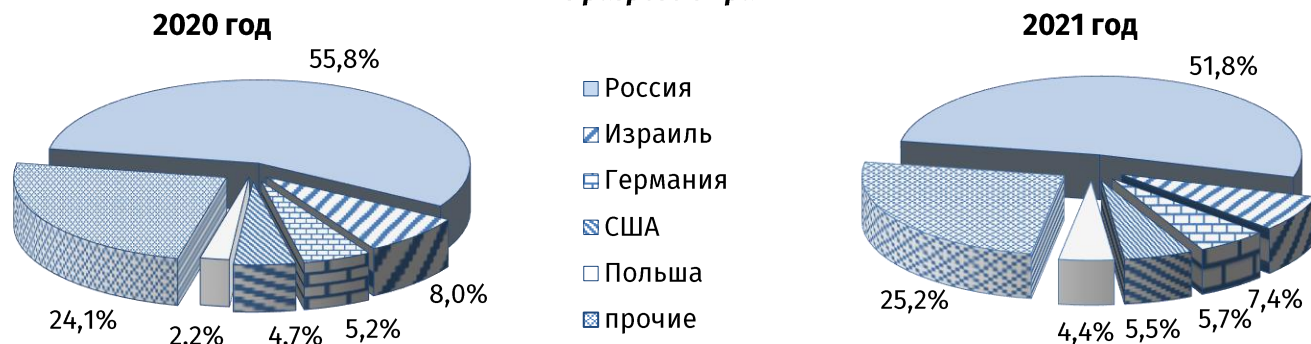 2020 год
55,8%
24,1%
2,2%
4,7%
5,2%
8,0%
Россия
Израиль
Германия
США
Польша
прочие
2021 год
51,8%
25,2%
4,4%
5,5%
5,7%
7,4%